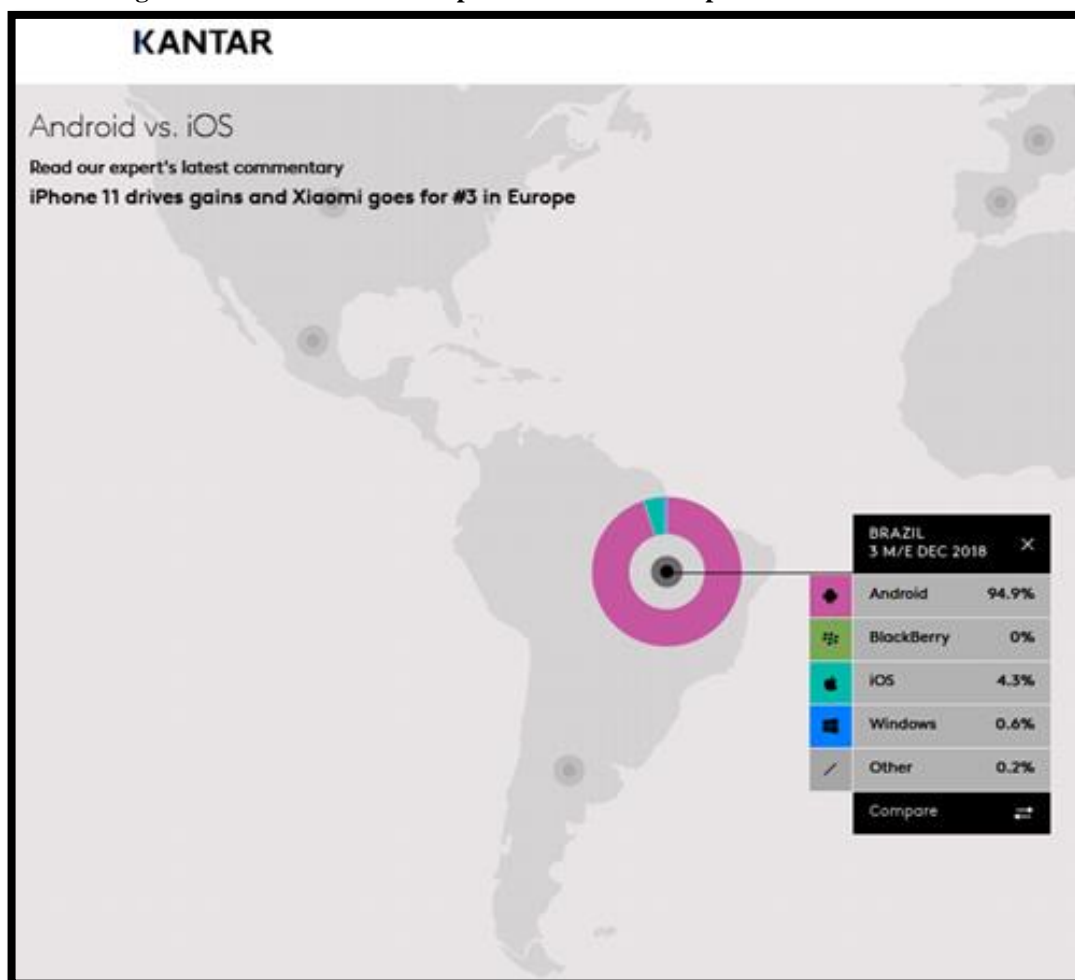 KANTAR
Android vs. iOS
Read our expert's latest commentary
iPhone 11 drives gains and Xiaomi goes for #3 in Europe
BRAZIL
3 M/E DEC 2018
Android 94.9%
BlackBerry 0%
iOS 4.3%
Windows 0.6%
Other 0.2%
Compare